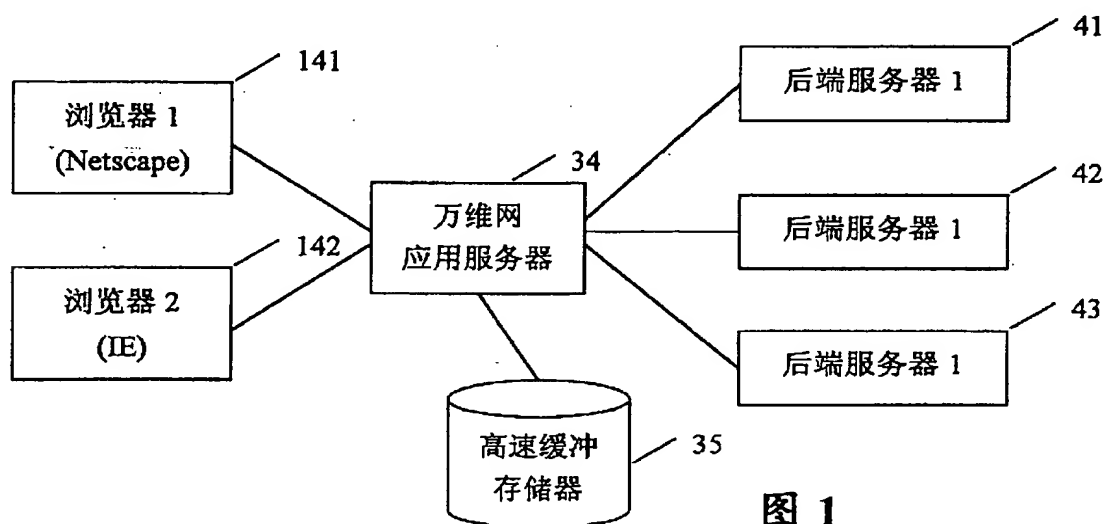 141
浏览器 1
(Netscape)
142
浏览器 2
(IE)
34
万维网
应用服务器
高速缓冲
存储器
35
41
后端服务器 1
42
后端服务器 1
43
后端服务器 1
图 1